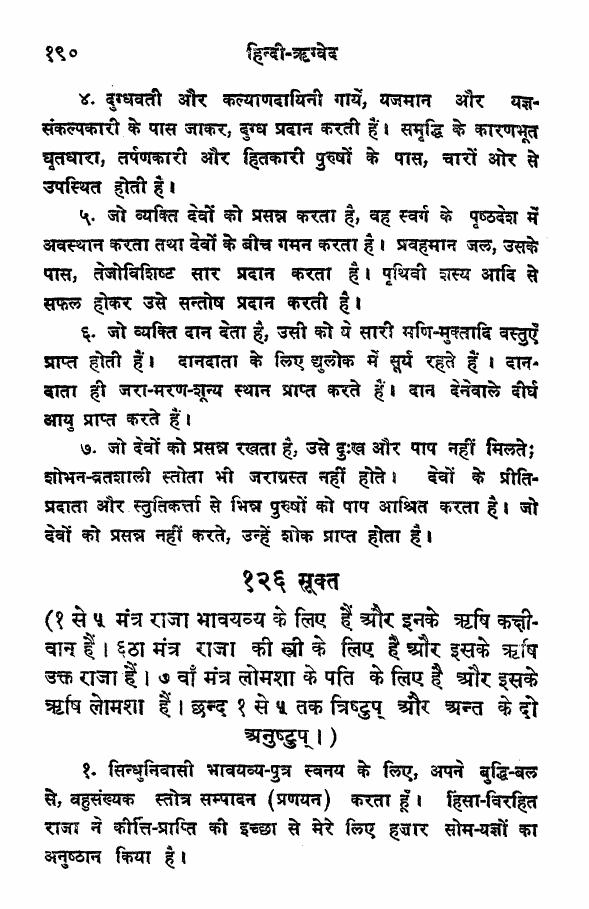 १९०
हिन्दी-ऋग्वेद
४. दुग्धवती और कल्याणदायिनी गायें, यजमान और यज्ञ-
संकल्पकारी के पास जाकर, दुग्ध प्रदान करती हैं। समृद्धि के कारणभूत
घृतधारा, तर्पणकारी और हितकारी पुरुषों के पास, चारों ओर से
उपस्थित होती है।
५. जो व्यक्ति देवों को प्रसन्न करता है, वह स्वर्ग के पृष्ठदेश में
अवस्थान करता तथा देवों के बीच गमन करता है। प्रवहमान जल, उसके
पास, तेजोविशिष्ट सार प्रदान करता है। पृथिवी शस्य आदि से
सफल होकर उसे सन्तोष प्रदान करती है।
६. जो व्यक्ति दान देता है, उसी को ये सारी मणि-मुक्तादि वस्तुएँ
प्राप्त होती हैं। दानदाता के लिए द्युलोक में सूर्य रहते हैं। दान-
दाता ही जरा-मरण-शून्य स्थान प्राप्त करते हैं। दान देनेवाले दीर्घ
आयु प्राप्त करते हैं।
७. जो देवों को प्रसन्न रखता है, उसे दुःख और पाप नहीं मिलते;
शोभन-व्रतशाली स्तोता भी जराग्रस्त नहीं होते। देवों के प्रीति-
प्रदाता और स्तुतिकर्त्ता से भिन्न पुरुषों को पाप आश्रित करता है। जो
देवों को प्रसन्न नहीं करते, उन्हें शोक प्राप्त होता है।
१२६ सूक्त
(१ से ५ मंत्र राजा भावयव्य के लिए हैं और इनके ऋषि कक्षी-
वान् हैं। ६ठा मंत्र राजा की स्त्री के लिए है और इसके ऋषि
उक्त राजा हैं। ७ वाँ मंत्र लोमशा के पति के लिए है और इसके
ऋषि लोमशा हैं। छन्द १ से ५ तक त्रिष्टुप् और अन्त के दो
अनुष्टुप्।)
१. सिन्धुनिवासी भावयव्य-पुत्र स्वनय के लिए, अपने बुद्धि-बल
से, बहुसंख्यक स्तोत्र सम्पादन (प्रणयन) करता हूँ। हिंसा-विरहित
राजा ने कीर्त्ति-प्राप्ति की इच्छा से मेरे लिए हजार सोम-यज्ञों का
अनुष्ठान किया है।